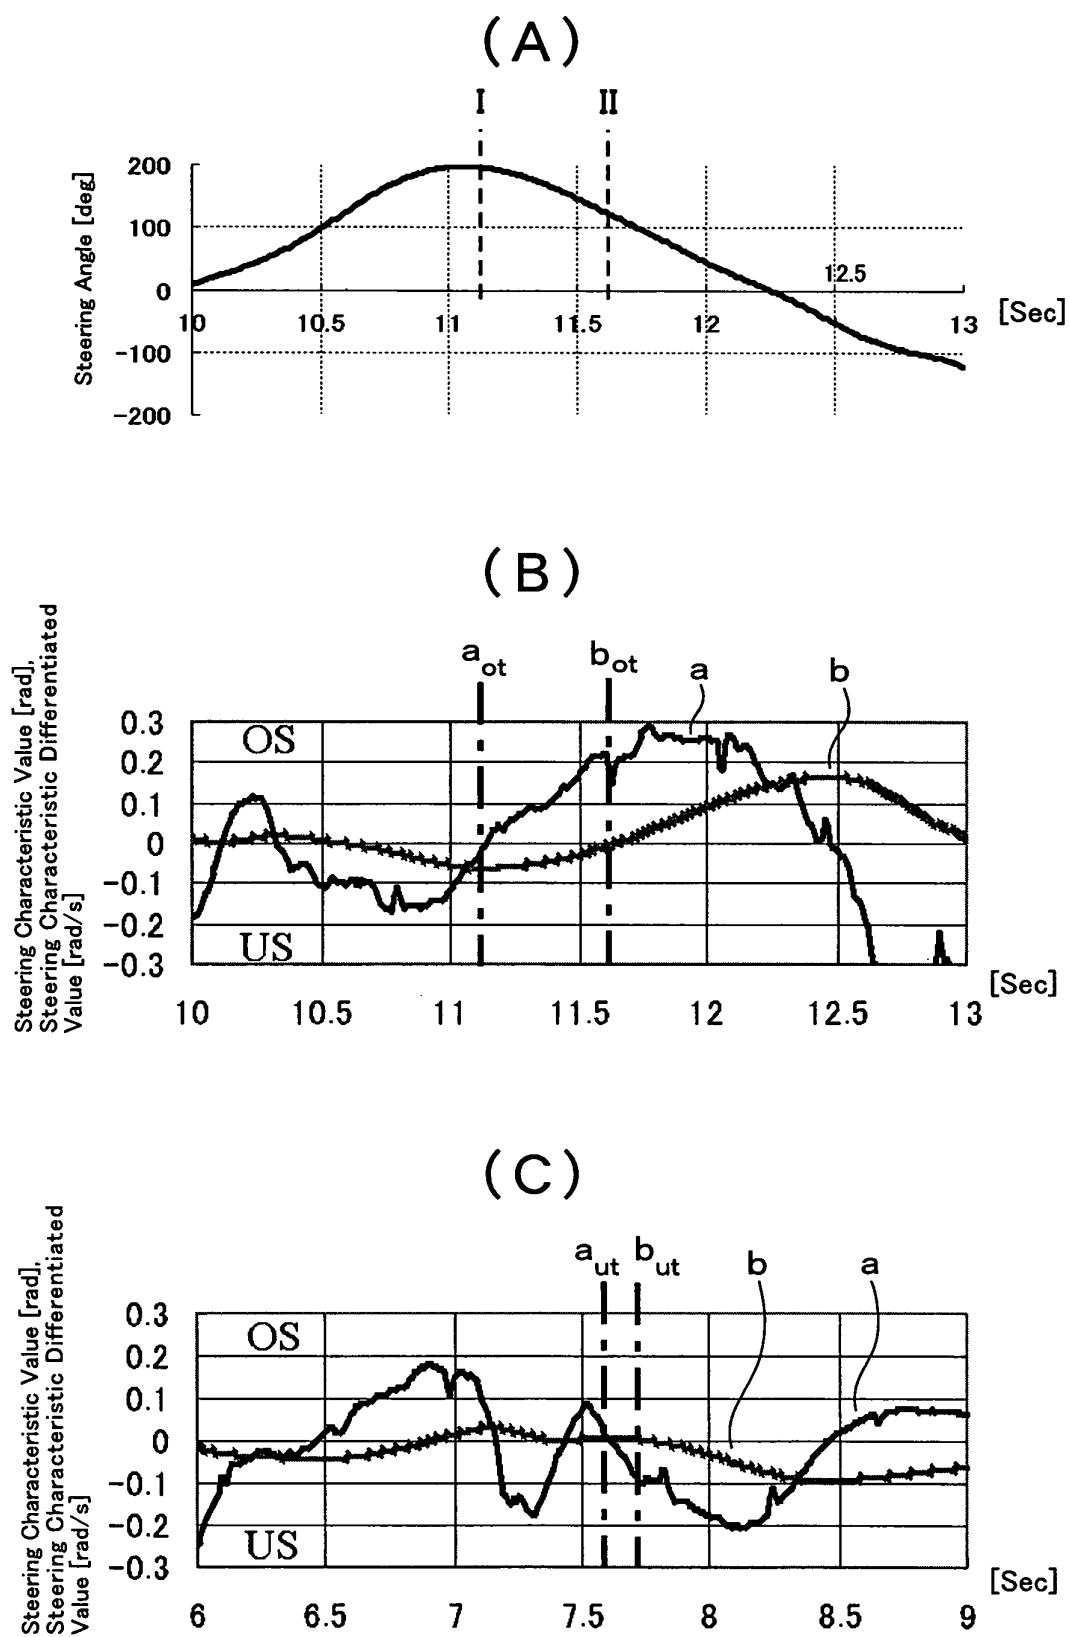 (A)
I II
Steering Angle [deg]
200
100
0
-100
-200
10 10.5 11 11.5 12 12.5 13
[Sec]
(B)
Steering Characteristic Value [rad],
Steering Characteristic Differentiated
Value [rad/s]
aot bot a b
0.3
0.2
0.1
0
-0.1
-0.2
-0.3
OS
US
10 10.5 11 11.5 12 12.5 13
[Sec]
(C)
Steering Characteristic Value [rad],
Steering Characteristic Differentiated
Value [rad/s]
aut but b a
0.3
0.2
0.1
0
-0.1
-0.2
-0.3
OS
US
6 6.5 7 7.5 8 8.5 9
[Sec]